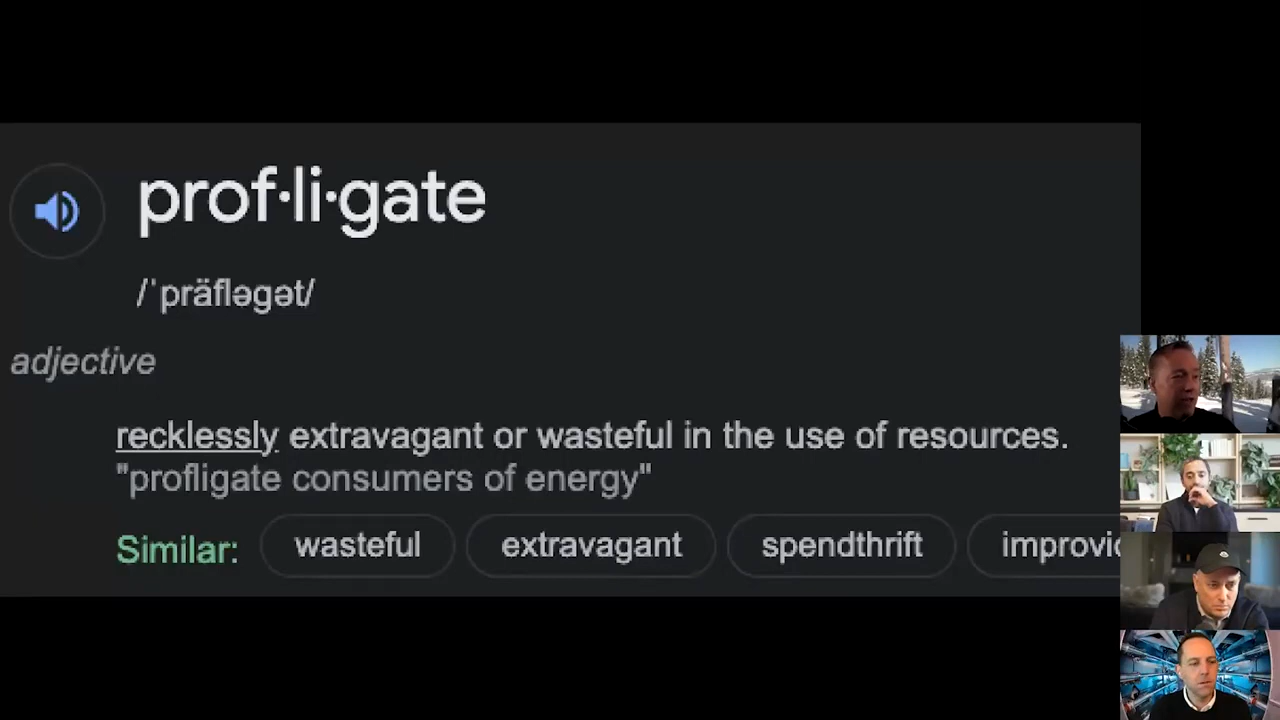 prof·li·gate
/ˈpräfləɡət/
adjective
recklessly extravagant or wasteful in the use of resources.
"profligate consumers of energy"
Similar: wasteful extravagant spendthrift improvi